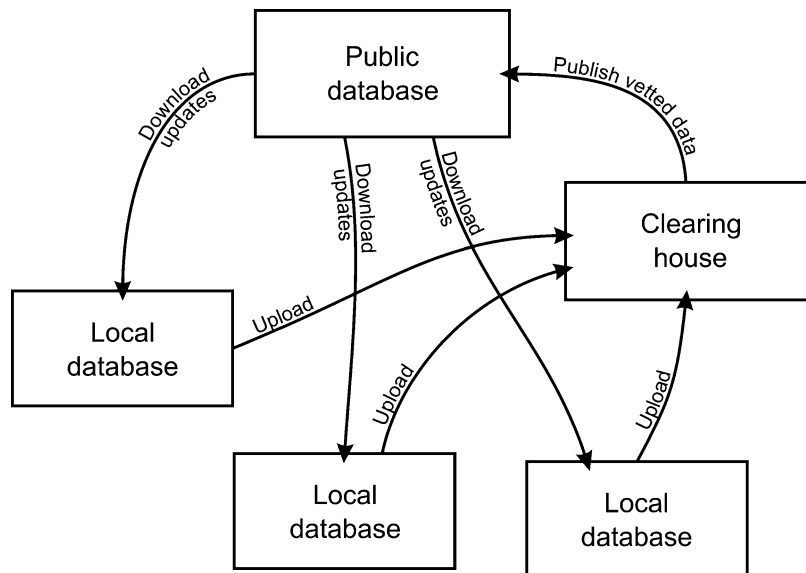 Public
database
Publish vetted data
Download
updates
Download
updates
Download
updates
Clearing
house
Upload
Local
database
Upload
Upload
Local
database
Local
database